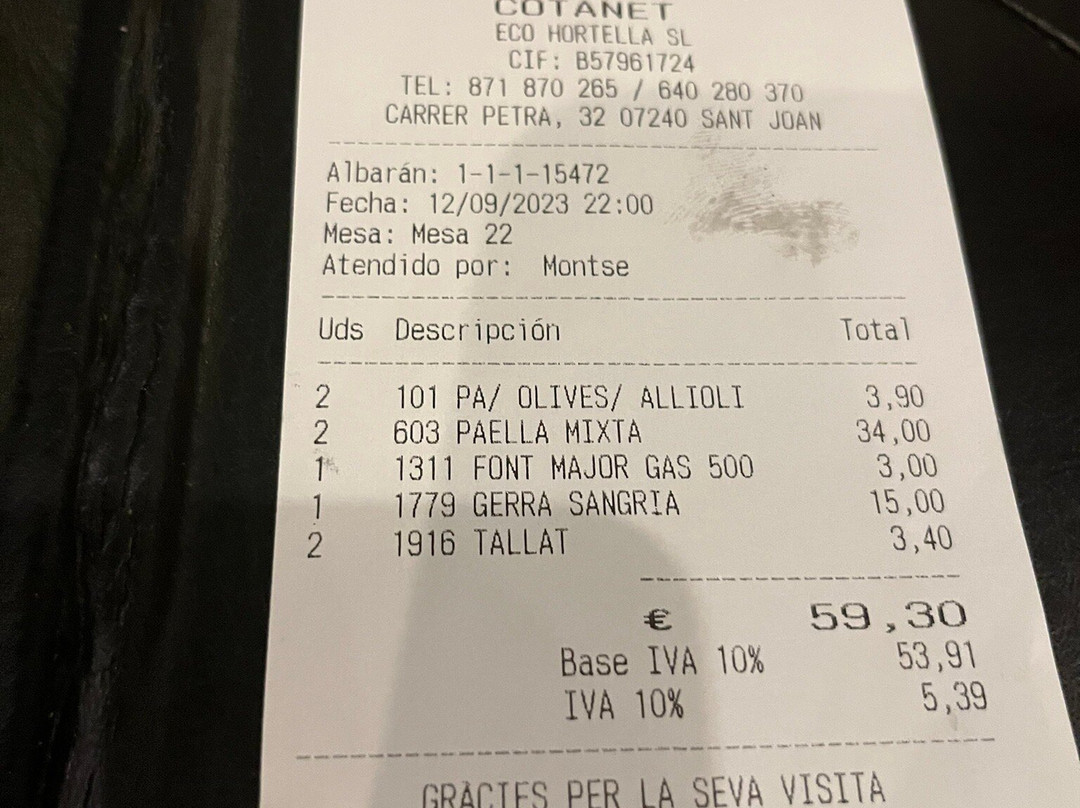 COTANET
ECO HORTELLA SL
CIF: B57961724
TEL: 871 870 265 / 640 280 370
CARRER PETRA, 32 07240 SANT JOAN
Albarán: 1-1-1-15472
Fecha: 12/09/2023 22:00
Mesa: Mesa 22
Atendido por: Montse
Uds Descripción Total
2 101 PA/ OLIVES/ ALLIOLI 3,90
2 603 PAELLA MIXTA 34,00
1 1311 FONT MAJOR GAS 500 3,00
1 1779 GERRA SANGRIA 15,00
2 1916 TALLAT 3,40
€ 59,30
Base IVA 10% 53,91
IVA 10% 5,39
GRÀCIES PER LA SEVA VISITA